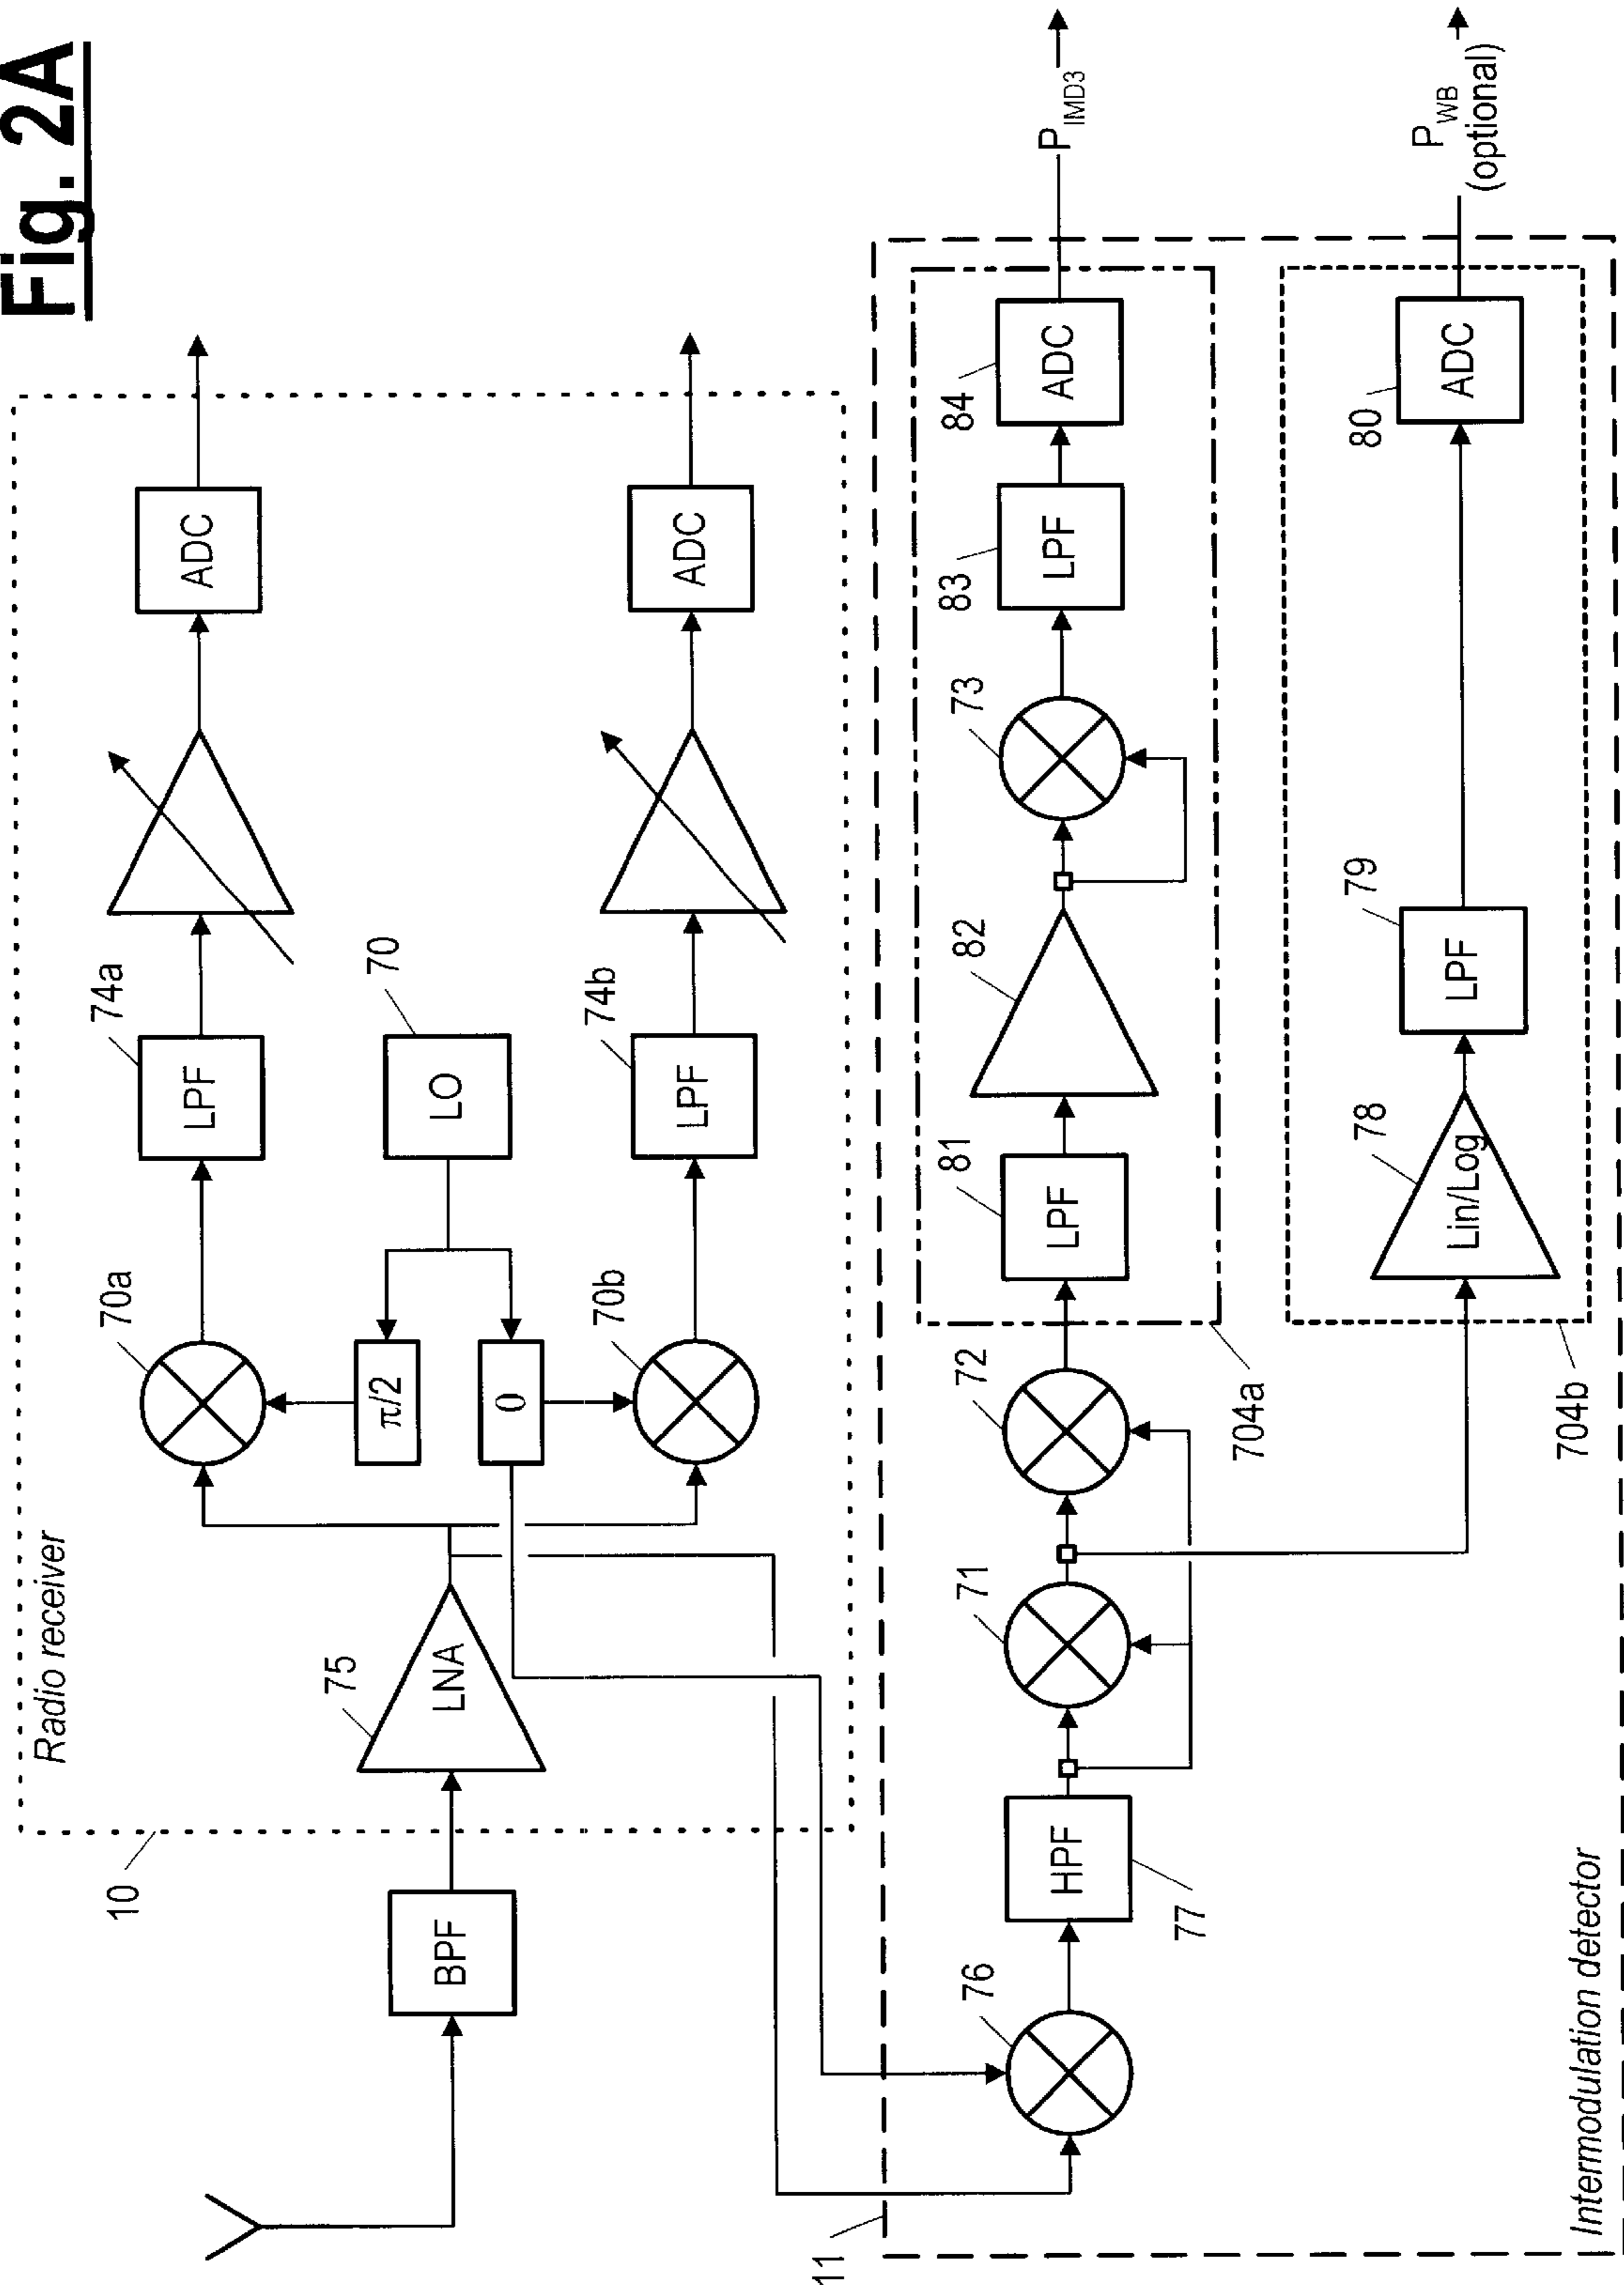 Fig. 2A
Radio receiver
10
BPF
75
LNA
70a
π/2
0
70b
LO
70
74a
LPF
74b
LPF
ADC
ADC
11
Intermodulation detector
76
HPF
77
71
72
704a
81
LPF
82
73
83
LPF
84
ADC
P_IMD3
704b
78
Lin/Log
79
LPF
80
ADC
P_WB
(optional)